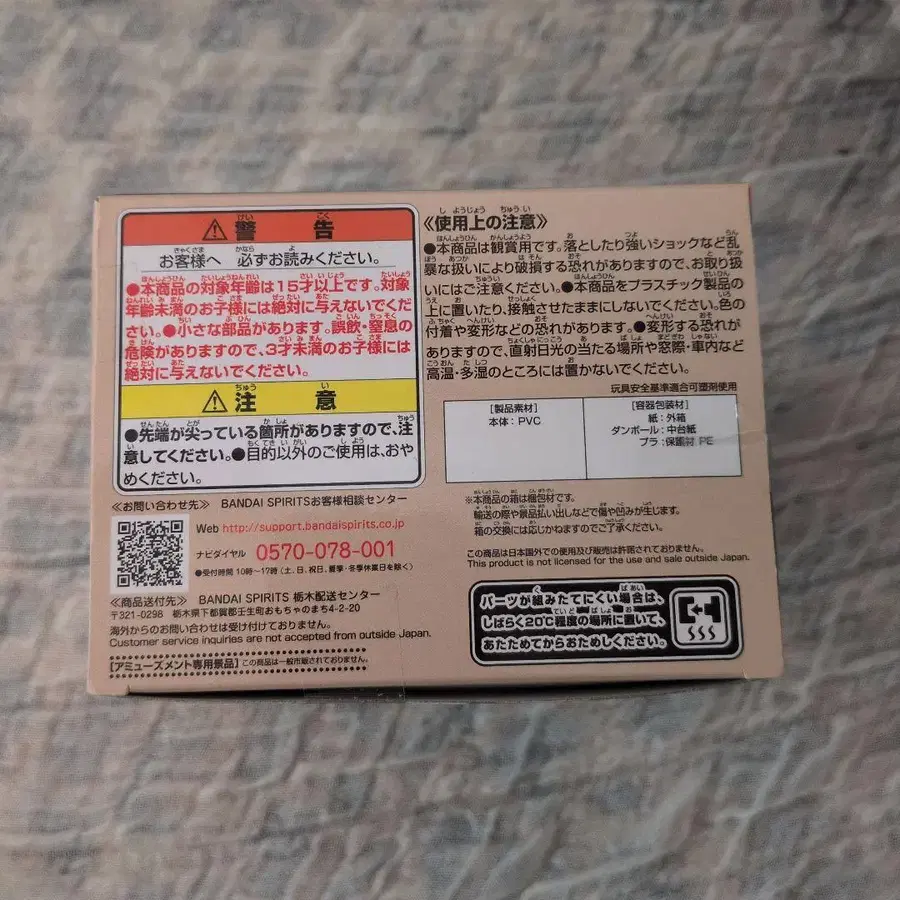 ⚠警告
お客様へ 必ずお読みください。
●本商品の対象年齢は15才以上です。対象
年齢未満のお子様には絶対に与えないでくだ
さい。●小さな部品があります。誤飲・窒息の
危険がありますので、3才未満のお子様には
絶対に与えないでください。
⚠注意
●先端が尖っている箇所がありますので、注
意してください。●目的以外のご使用は、おや
めください。
≪お問い合わせ先≫ BANDAI SPIRITSお客様相談センター
Web http://support.bandaispirits.co.jp
ナビダイヤル 0570-078-001
●受付時間 10時〜17時(土、日、祝日、夏季・冬季休業日を除く)
≪商品送付先≫ BANDAI SPIRITS 栃木配送センター
〒321-0298 栃木県下都賀郡壬生町おもちゃのまち4-2-20
海外からのお問い合わせは受け付けておりません。
Customer service inquiries are not accepted from outside Japan.
【アミューズメント専用景品】この商品は一般市販されておりません。
≪使用上の注意≫
●本商品は観賞用です。落としたり強いショックなど乱
暴な扱いにより破損する恐れがありますので、お取り扱
いにはご注意ください。●本商品をプラスチック製品の
上に置いたり、接触させたままにしないでください。色の
付着や変形などの恐れがあります。●変形する恐れが
ありますので、直射日光の当たる場所や窓際・車内など
高温・多湿のところには置かないでください。
玩具安全基準適合可塑剤使用
[製品素材]
本体:PVC
[容器包装材]
紙:外箱
ダンボール:中台紙
プラ:保護材 PE
※本商品の箱は梱包材です。
輸送の際や景品払い出しなどで傷や凹みが生じます。
箱の交換には応じかねますのでご了承ください。
この商品は日本国外での使用及び販売は許諾されておりません。
This product is not licensed for the use and sale outside Japan.
パーツが組みたてにくい場合は、
しばらく20℃程度の場所に置いて、
あたためてからおためしください。